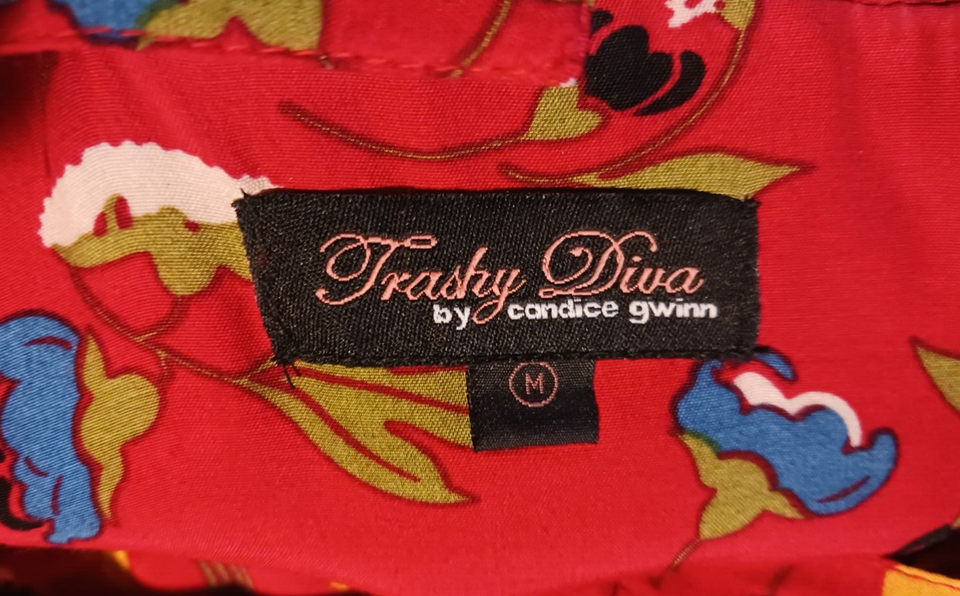 Trashy Diva
by candice gwinn
M